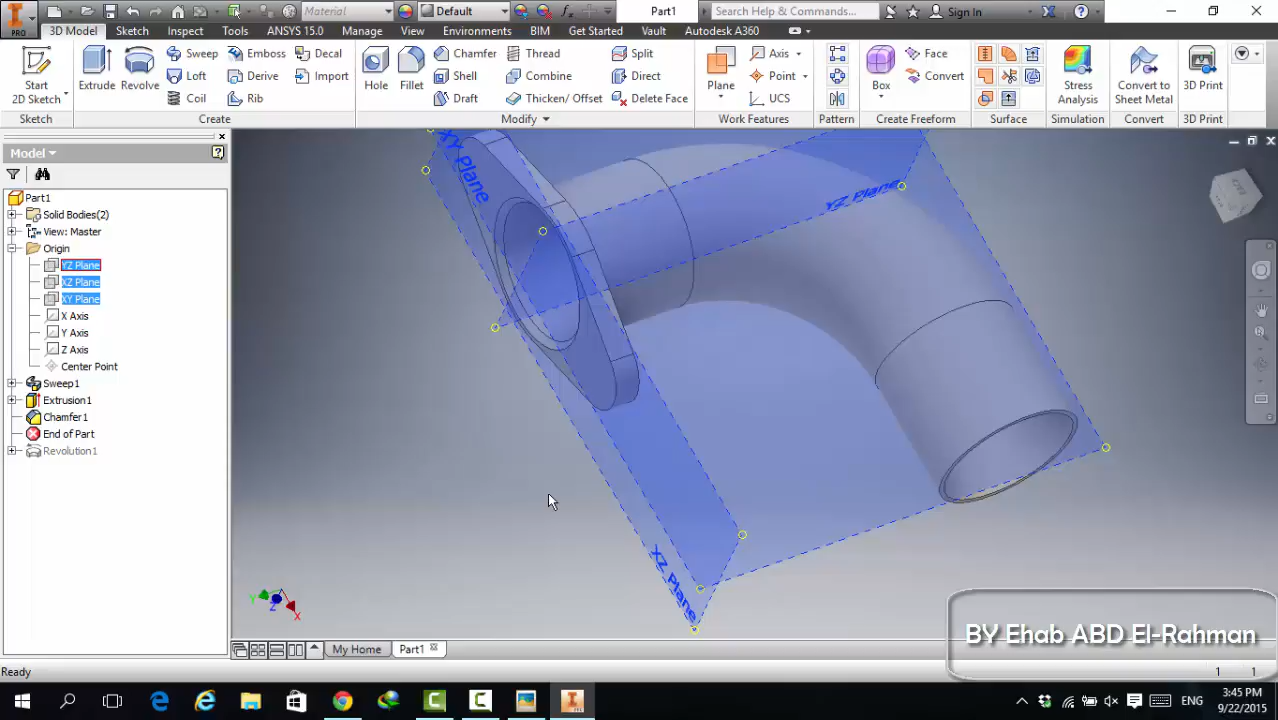 Material
Default
Part1
Search Help & Commands...
Sign In
PRO
3D Model
Sketch
Inspect
Tools
ANSYS 15.0
Manage
View
Environments
BIM
Get Started
Vault
Autodesk A360
Start
2D Sketch
Extrude
Revolve
Sweep
Emboss
Decal
Loft
Derive
Import
Coil
Rib
Hole
Fillet
Chamfer
Thread
Split
Shell
Combine
Direct
Draft
Thicken/ Offset
Delete Face
Plane
Axis
Point
UCS
Box
Face
Convert
Stress
Analysis
Convert to
Sheet Metal
3D Print
Sketch
Create
Modify
Work Features
Pattern
Create Freeform
Surface
Simulation
Convert
3D Print
Model
Part1
Solid Bodies(2)
View: Master
Origin
YZ Plane
XZ Plane
XY Plane
X Axis
Y Axis
Z Axis
Center Point
Sweep1
Extrusion1
Chamfer1
End of Part
Revolution1
XY Plane
YZ Plane
XZ Plane
Y
Z
X
BY Ehab ABD El-Rahman
My Home
Part1
Ready
1
1
ENG
3:45 PM
9/22/2015